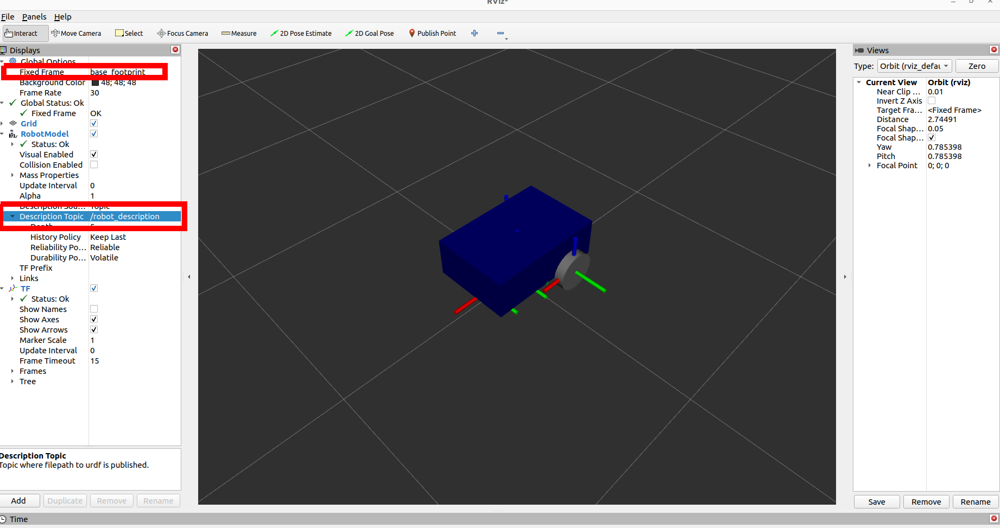 RViz*
File Panels Help
Interact Move Camera Select Focus Camera Measure 2D Pose Estimate 2D Goal Pose Publish Point
Displays
Global Options
Fixed Frame base_footprint
Background Color 48; 48; 48
Frame Rate 30
Global Status: Ok
Fixed Frame OK
Grid
RobotModel
Status: Ok
Visual Enabled
Collision Enabled
Mass Properties
Update Interval 0
Alpha 1
Description Sou... Topic
Description Topic /robot_description
Depth 5
History Policy Keep Last
Reliability Po... Reliable
Durability Po... Volatile
TF Prefix
Links
TF
Status: Ok
Show Names
Show Axes
Show Arrows
Marker Scale 1
Update Interval 0
Frame Timeout 15
Frames
Tree
Description Topic
Topic where filepath to urdf is published.
Add Duplicate Remove Rename
Time
Views
Type: Orbit (rviz_defau Zero
Current View Orbit (rviz)
Near Clip ... 0.01
Invert Z Axis
Target Fra... <Fixed Frame>
Distance 2.74491
Focal Shap... 0.05
Focal Shap...
Yaw 0.785398
Pitch 0.785398
Focal Point 0; 0; 0
Save Remove Rename